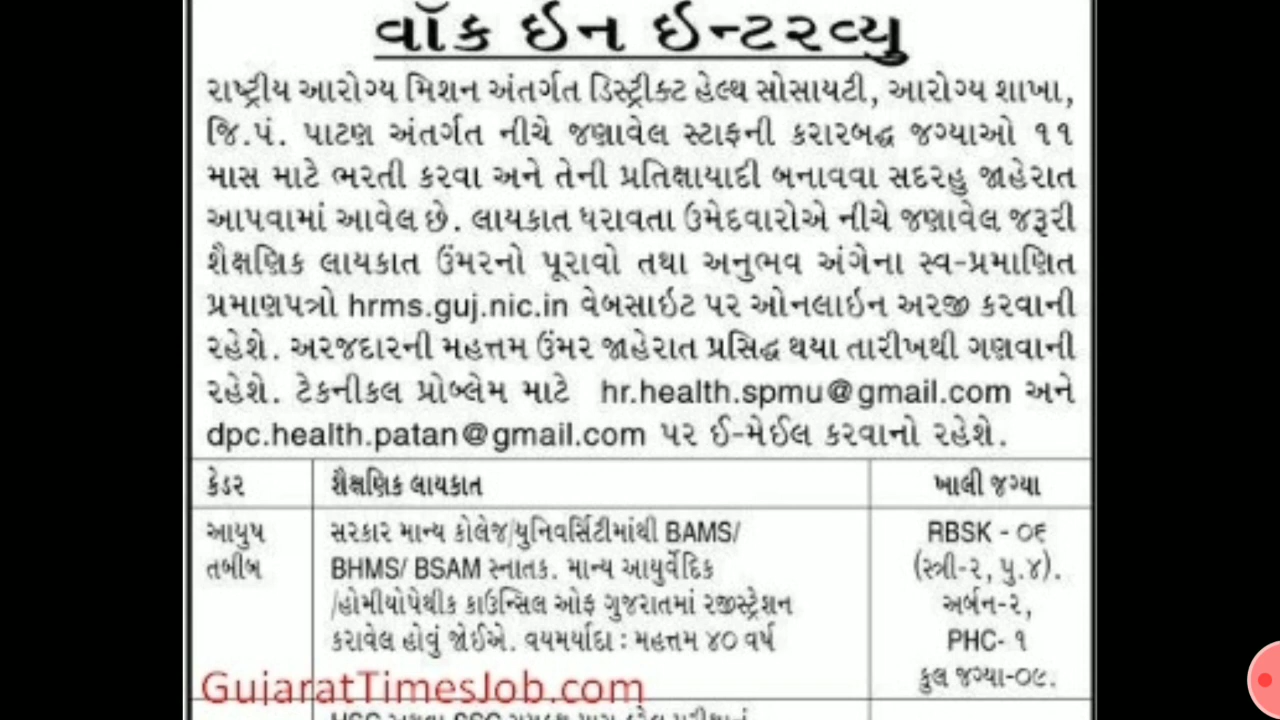 વૉક ઇન ઇન્ટરવ્યુ
રાષ્ટ્રીય આરોગ્ય મિશન અંતર્ગત ડિસ્ટ્રીક્ટ હેલ્થ સોસાયટી, આરોગ્ય શાખા,
જિ.પં. પાટણ અંતર્ગત નીચે જણાવેલ સ્ટાફની કરારબદ્ધ જગ્યાઓ ૧૧
માસ માટે ભરતી કરવા અને તેની પ્રતિક્ષાયાદી બનાવવા સદરહુ જાહેરાત
આપવામાં આવેલ છે. લાયકાત ધરાવતા ઉમેદવારોએ નીચે જણાવેલ જરૂરી
શૈક્ષણિક લાયકાત ઉંમરનો પૂરાવો તથા અનુભવ અંગેના સ્વ-પ્રમાણિત
પ્રમાણપત્રો hrms.guj.nic.in વેબસાઇટ પર ઓનલાઇન અરજી કરવાની
રહેશે. અરજદારની મહત્તમ ઉંમર જાહેરાત પ્રસિદ્ધ થયા તારીખથી ગણવાની
રહેશે. ટેકનીકલ પ્રોબ્લેમ માટે hr.health.spmu@gmail.com અને
dpc.health.patan@gmail.com પર ઈ-મેઈલ કરવાનો રહેશે.
કેડર શૈક્ષણિક લાયકાત ખાલી જગ્યા
આયુષ સરકાર માન્ય કોલેજ/યુનિવર્સિટીમાંથી BAMS/ RBSK - ૦૬
તબીબ BHMS/ BSAM સ્નાતક. માન્ય આયુર્વેદિક (સ્ત્રી-૨, પુ.૪).
/હોમીયોપેથીક કાઉન્સિલ ઓફ ગુજરાતમાં રજીસ્ટ્રેશન અર્બન-૨,
કરાવેલ હોવું જોઈએ. વયમર્યાદા : મહત્તમ ૪૦ વર્ષ PHC- ૧
કુલ જગ્યા-૦૯.
GujaratTimesJob.com